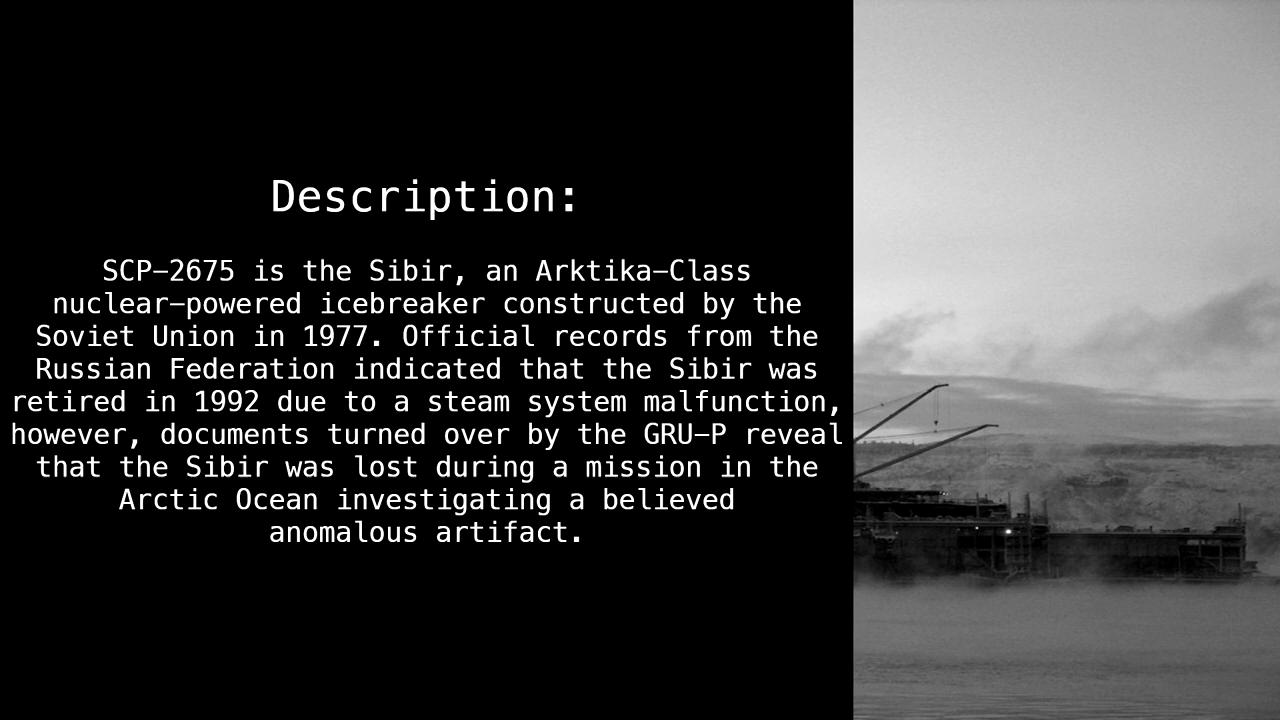 Description:
SCP-2675 is the Sibir, an Arktika-Class
nuclear-powered icebreaker constructed by the
Soviet Union in 1977. Official records from the
Russian Federation indicated that the Sibir was
retired in 1992 due to a steam system malfunction,
however, documents turned over by the GRU-P reveal
that the Sibir was lost during a mission in the
Arctic Ocean investigating a believed
anomalous artifact.